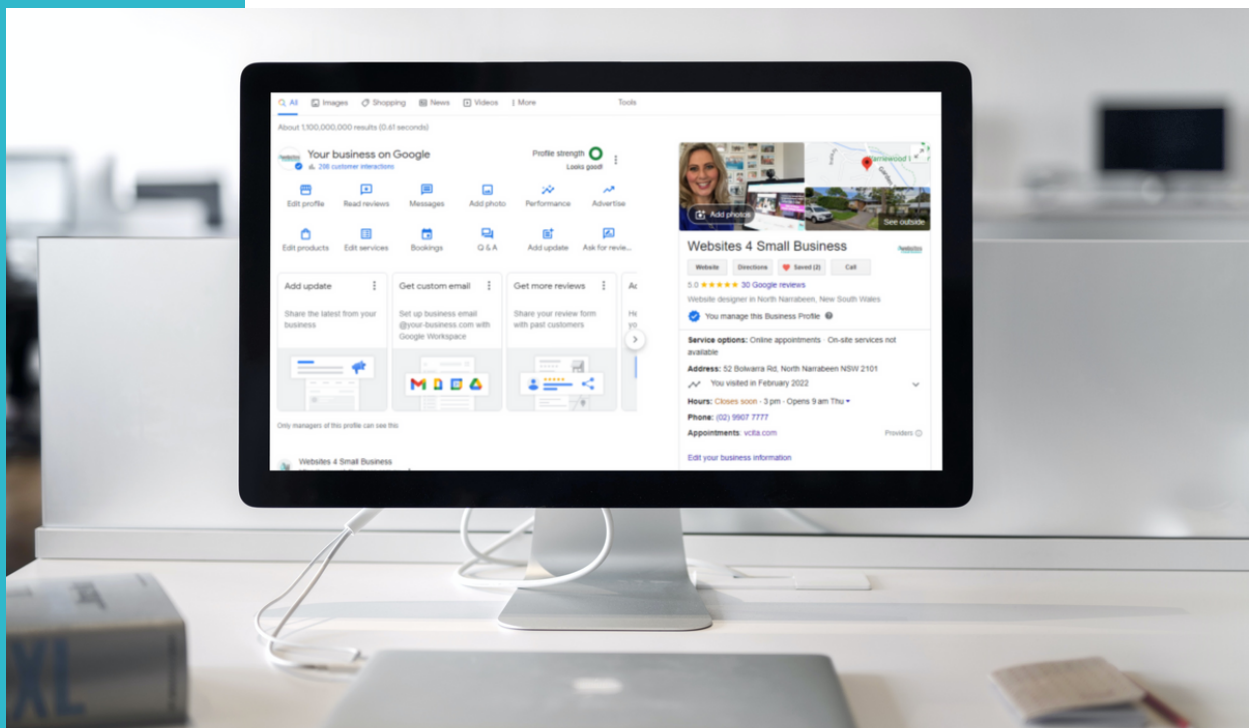 All Images Shopping News Videos More Tools
About 1,100,000,000 results (0.61 seconds)
Your business on Google
customer interactions
Profile strength
Looks good!
Edit profile Read reviews Messages Add photo Performance Advertise
Edit products Edit services Bookings Q & A Add update Ask for revie...
Add update
Share the latest from your
business
Get custom email
Set up business email
@your-business.com with
Google Workspace
Get more reviews
Share your review form
with past customers
Only managers of this profile can see this
Websites 4 Small Business
Add photos
See outside
Websites 4 Small Business
Website Directions Saved (2) Call
5.0 ★★★★★ 30 Google reviews
Website designer in North Narrabeen, New South Wales
You manage this Business Profile
Service options: Online appointments · On-site services not
available
Address: 52 Bolwarra Rd, North Narrabeen NSW 2101
You visited in February 2022
Hours: Closes soon · 3 pm · Opens 9 am Thu
Phone: (02) 9907 7777
Appointments: vcita.com Providers
Edit your business information
XL